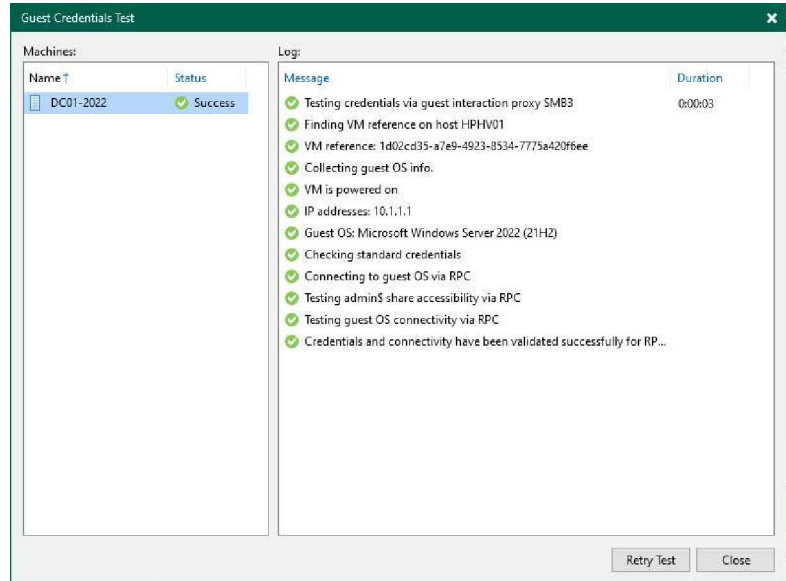 Guest Credentials Test
Machines:
Name
Status
DC01-2022
Success
Log:
Message
Duration
Testing credentials via guest interaction proxy SMB3
0:00:03
Finding VM reference on host HPHV01
VM reference: 1d02cd35-a7e9-4923-8534-7775a420f6ee
Collecting guest OS info.
VM is powered on
IP addresses: 10.1.1.1
Guest OS: Microsoft Windows Server 2022 (21H2)
Checking standard credentials
Connecting to guest OS via RPC
Testing admin$ share accessibility via RPC
Testing guest OS connectivity via RPC
Credentials and connectivity have been validated successfully for RP...
Retry Test
Close